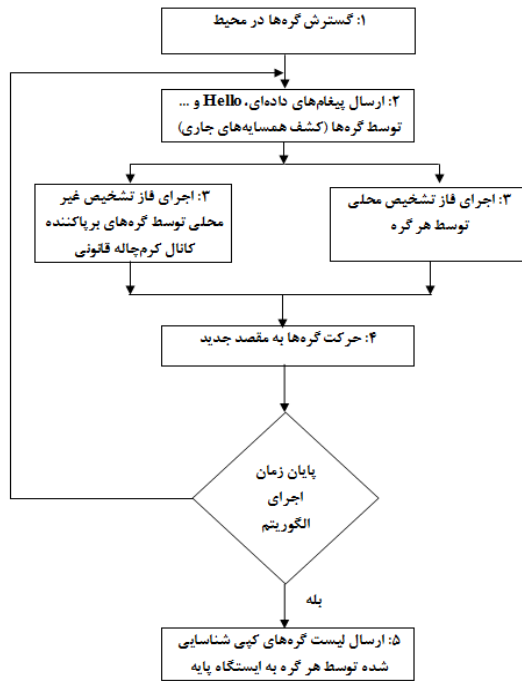 ۱: گسترش گره‌ها در محیط
۲: ارسال پیغام‌های داده‌ای، Hello و ...
توسط گره‌ها (کشف همسایه‌های جاری)
۳: اجرای فاز تشخیص محلی
توسط هر گره
۳: اجرای فاز تشخیص غیر
محلی توسط گره‌های برپاکننده
کانال کرم‌چاله قانونی
۴: حرکت گره‌ها به مقصد جدید
پایان زمان
اجرای
الگوریتم
بله
۵: ارسال لیست گره‌های کپی شناسایی
شده توسط هر گره به ایستگاه پایه